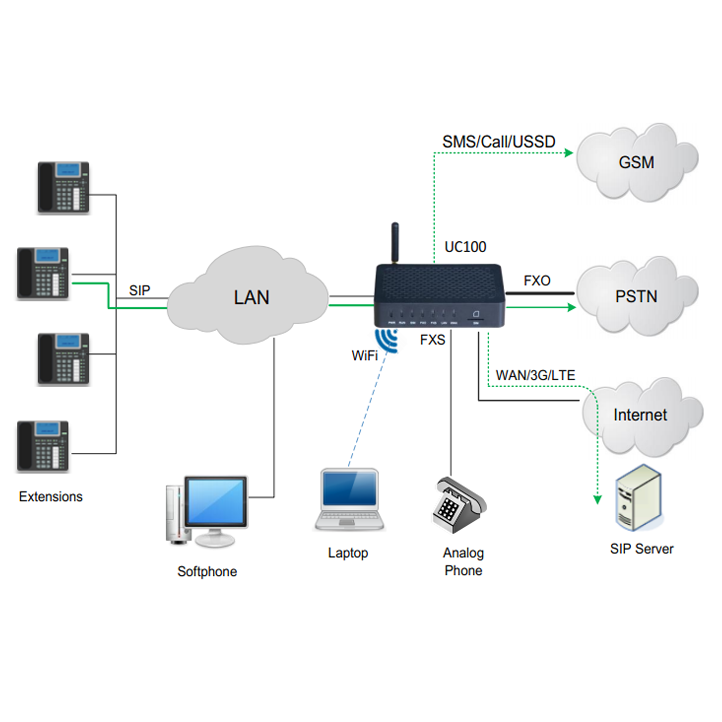 SMS/Call/USSD
GSM
UC100
SIP
LAN
FXO
PSTN
WiFi
FXS
WAN/3G/LTE
Internet
Extensions
Softphone
Laptop
Analog
Phone
SIP Server